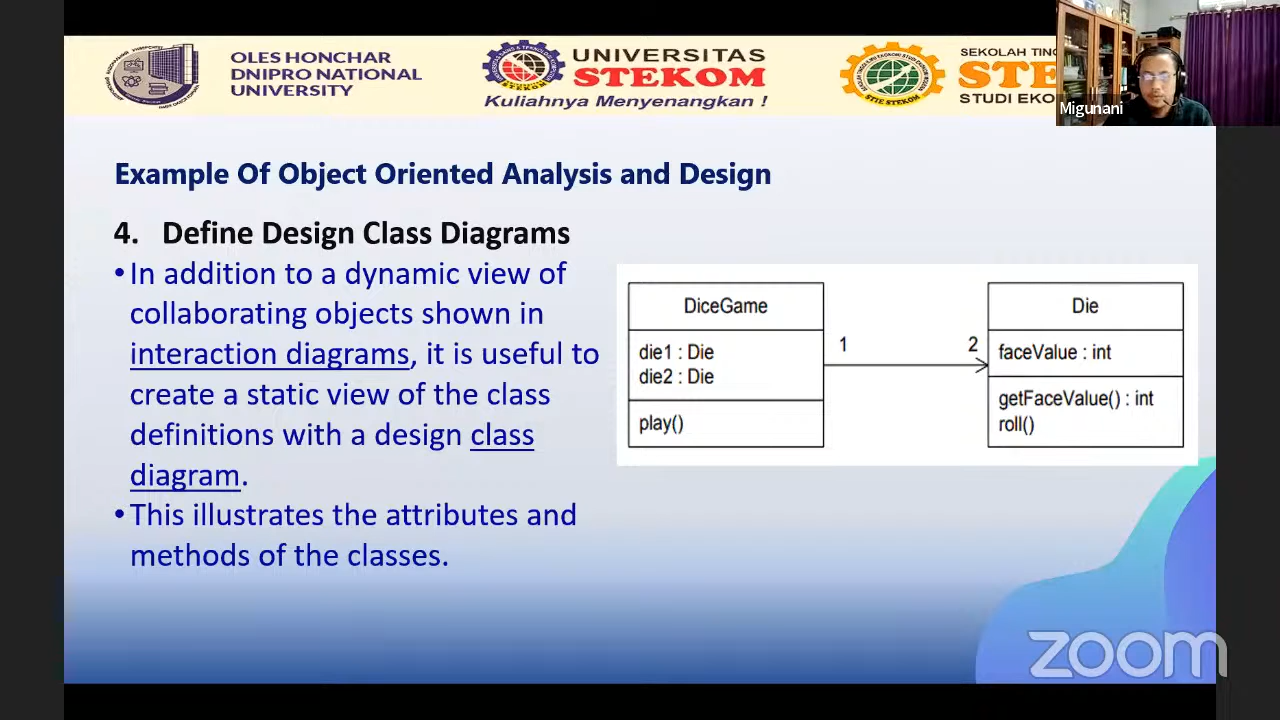 OLES HONCHAR
DNIPRO NATIONAL
UNIVERSITY
UNIVERSITAS
STEKOM
Kuliahnya Menyenangkan !
SEKOLAH TING
STE
STUDI EKO
Migunani
Example Of Object Oriented Analysis and Design
4. Define Design Class Diagrams
•In addition to a dynamic view of
collaborating objects shown in
interaction diagrams, it is useful to
create a static view of the class
definitions with a design class
diagram.
•This illustrates the attributes and
methods of the classes.
DiceGame
die1 : Die
die2 : Die
play()
1
2
Die
faceValue : int
getFaceValue() : int
roll()
zoom